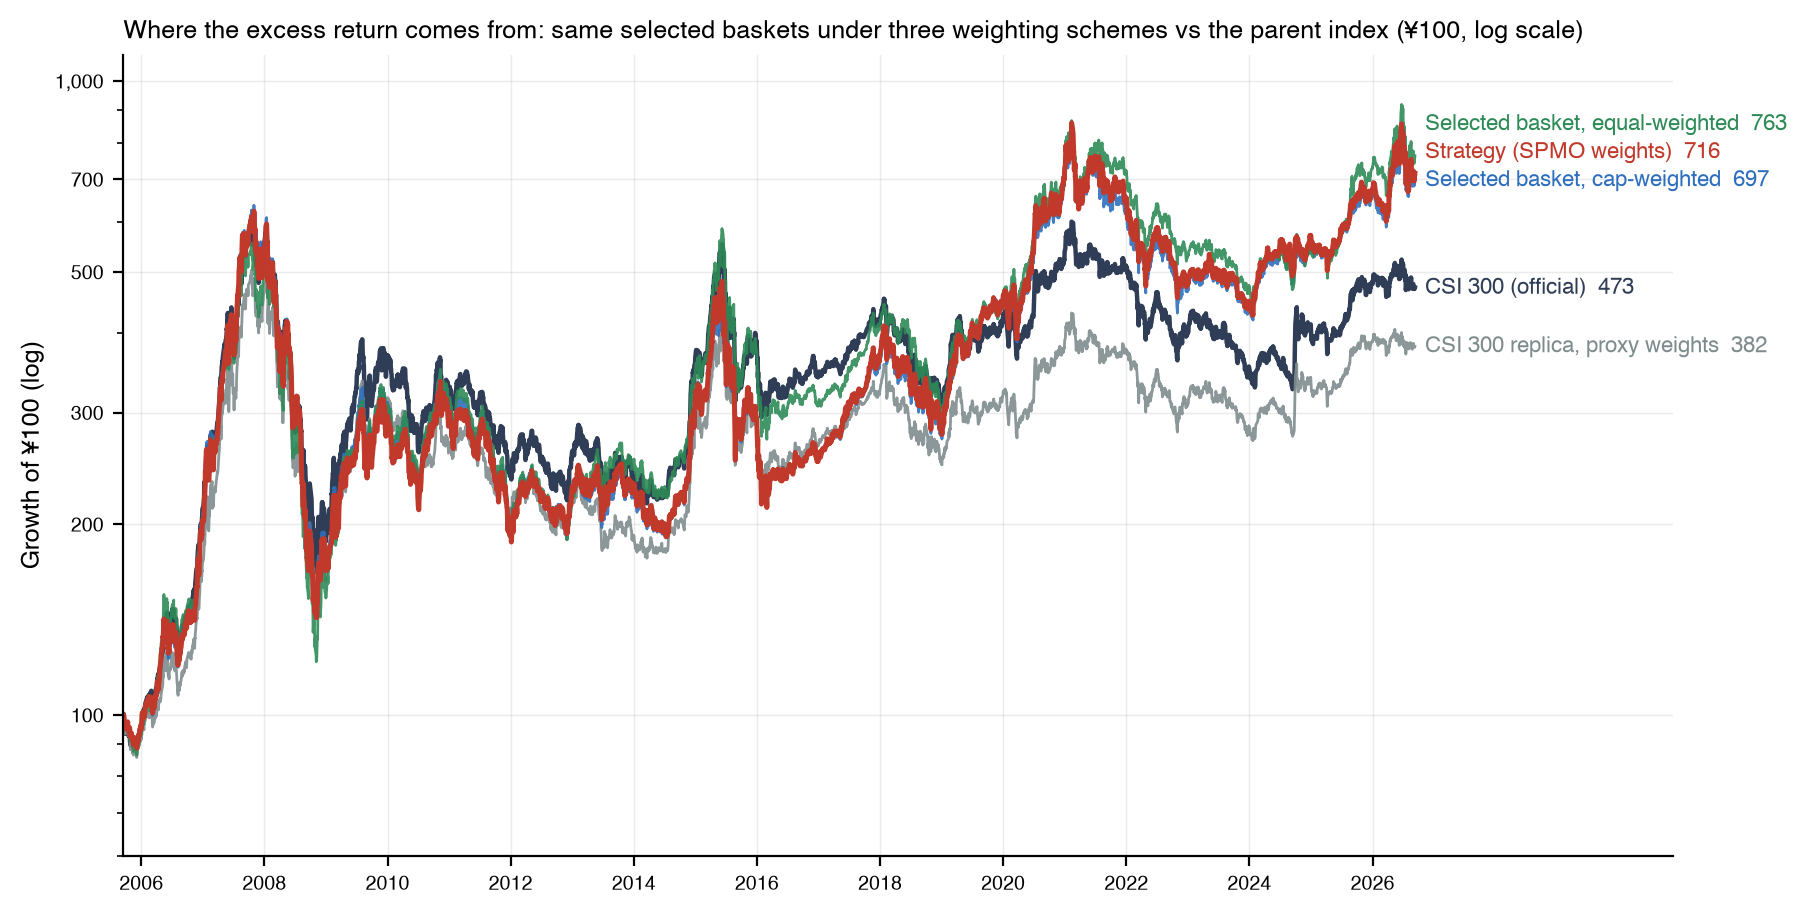 Where the excess return comes from: same selected baskets under three weighting schemes vs the parent index (¥100, log scale)
1,000
700
500
300
200
100
Growth of ¥100 (log)
Selected basket, equal-weighted 763
Strategy (SPMO weights) 716
Selected basket, cap-weighted 697
CSI 300 (official) 473
CSI 300 replica, proxy weights 382
2006 2008 2010 2012 2014 2016 2018 2020 2022 2024 2026